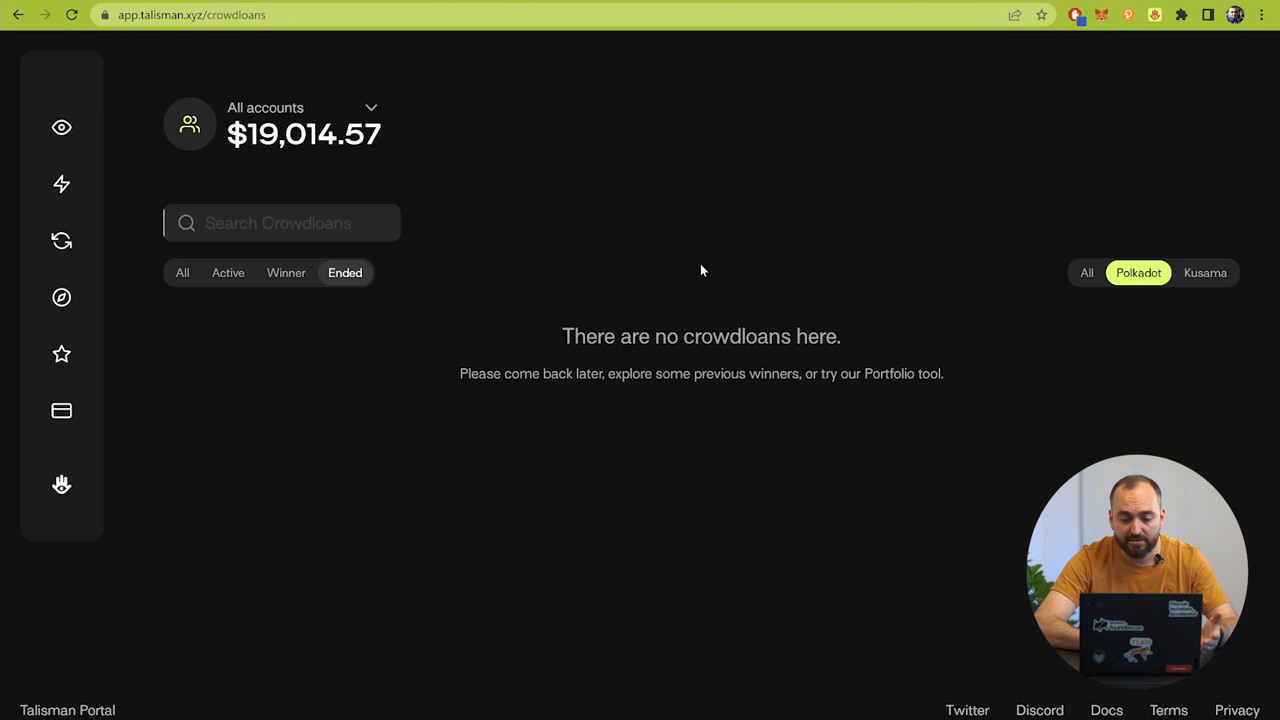 app.talisman.xyz/crowdloans
All accounts
$19,014.57
Search Crowdloans
All Active Winner Ended
All Polkadot Kusama
There are no crowdloans here.
Please come back later, explore some previous winners, or try our Portfolio tool.
Talisman Portal
Twitter Discord Docs Terms Privacy